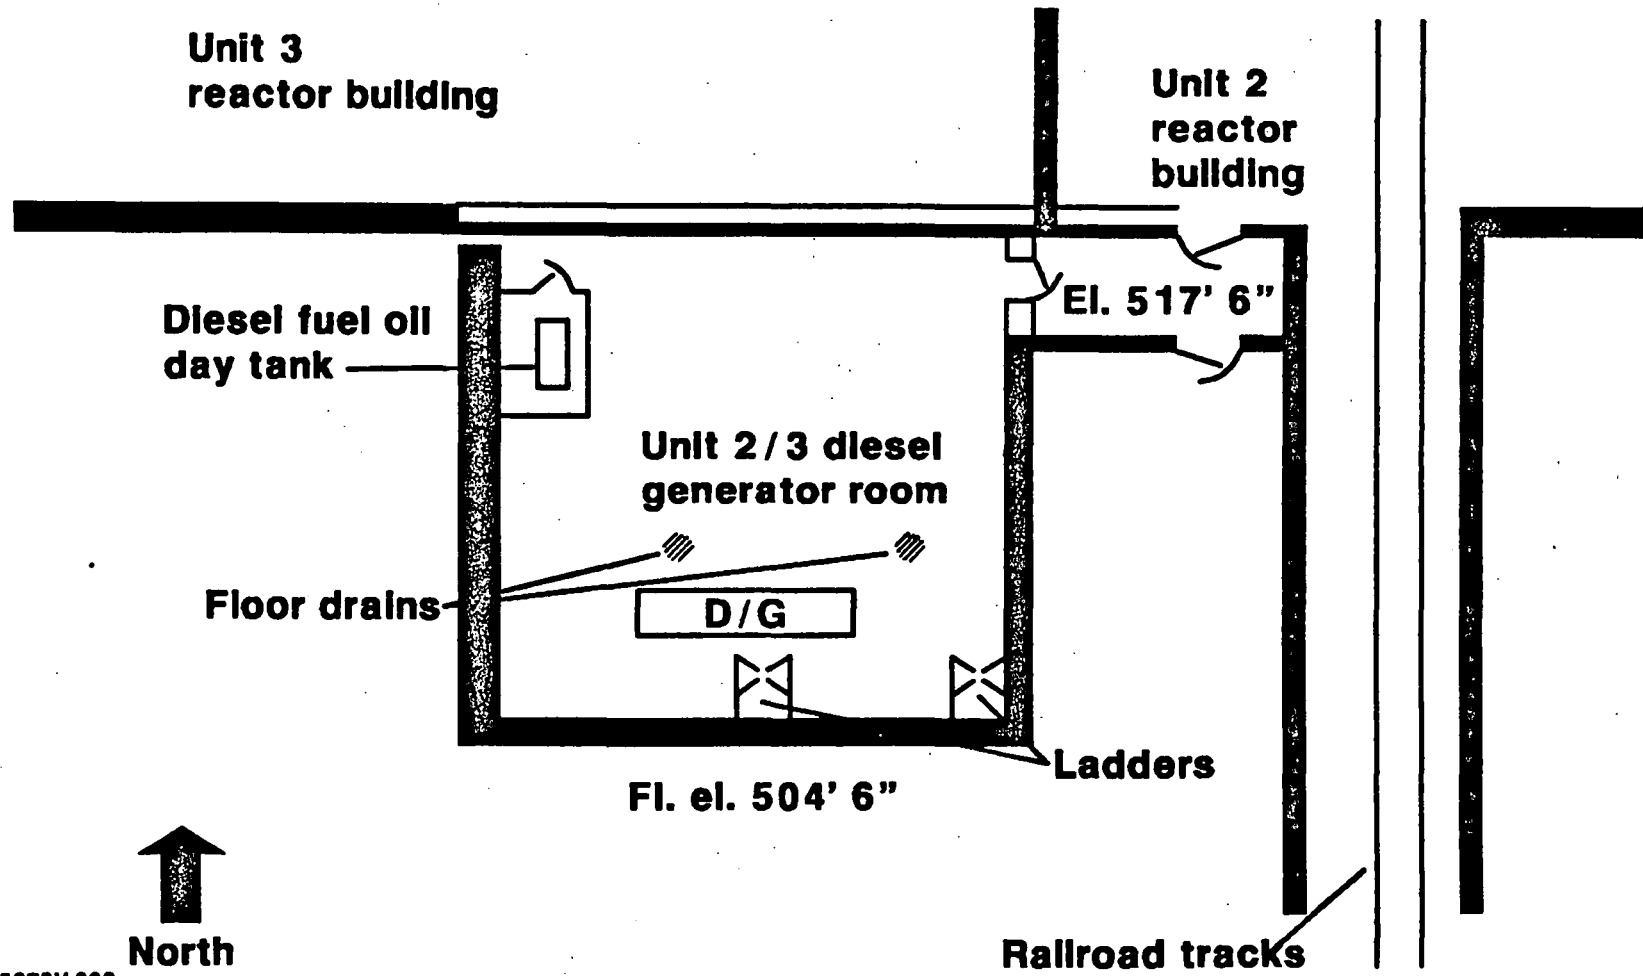 Unit 3
reactor building
Unit 2
reactor
building
El. 517' 6"
Diesel fuel oil
day tank
Unit 2/3 diesel
generator room
Floor drains
D/G
Ladders
Fl. el. 504' 6"
North
Railroad tracks